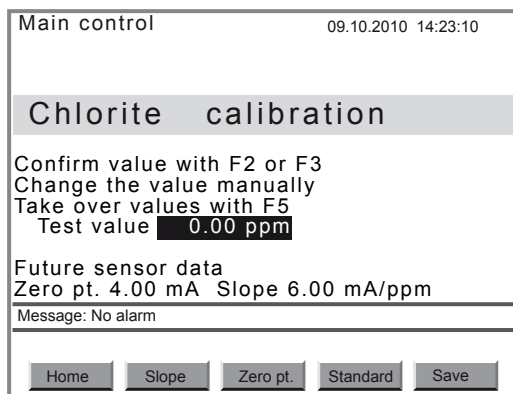 Main control 09.10.2010 14:23:10
Chlorite calibration
Confirm value with F2 or F3
Change the value manually
Take over values with F5
Test value 0.00 ppm
Future sensor data
Zero pt. 4.00 mA Slope 6.00 mA/ppm
Message: No alarm
Home Slope Zero pt. Standard Save